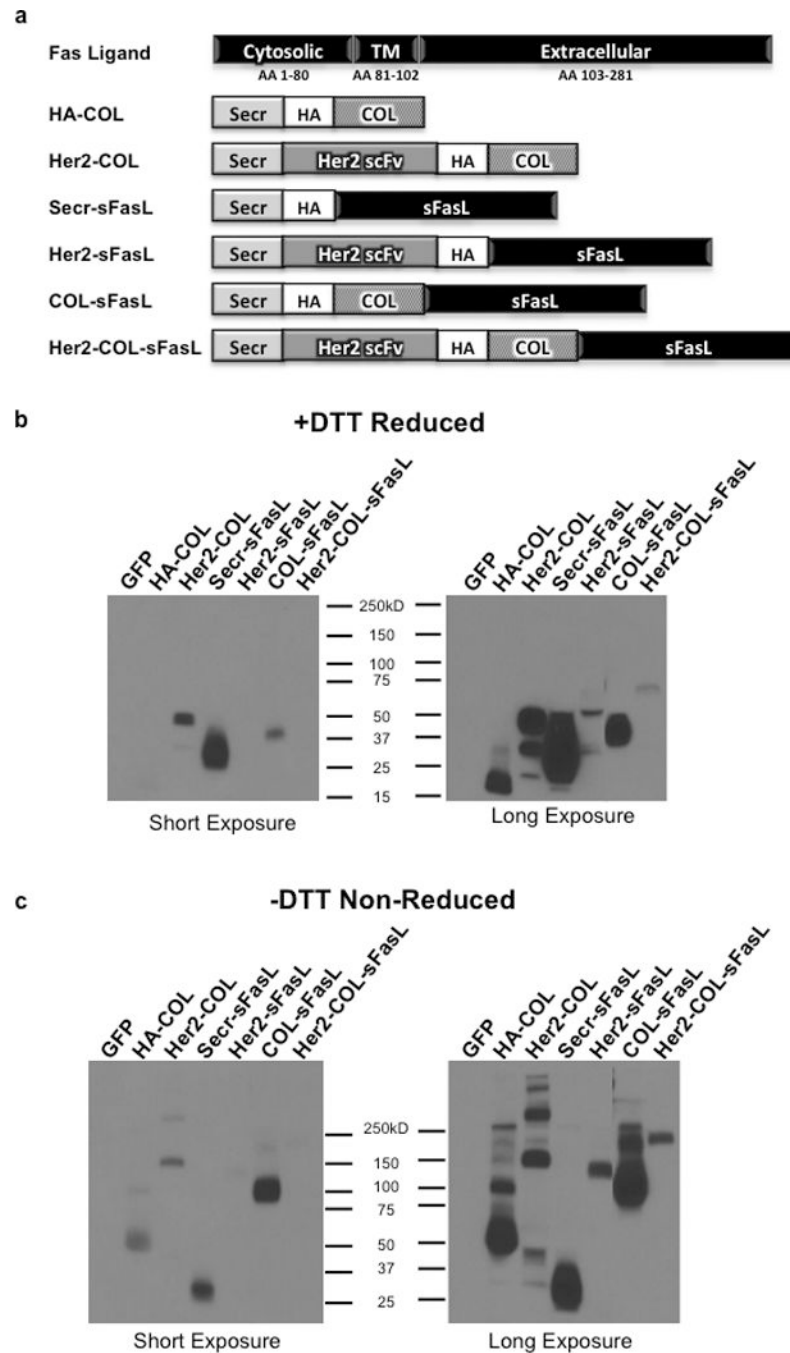 a
Fas Ligand
Cytosolic TM Extracellular
AA 1-80 AA 81-102 AA 103-281
HA-COL
Secr HA COL
Her2-COL
Secr Her2 scFv HA COL
Secr-sFasL
Secr HA sFasL
Her2-sFasL
Secr Her2 scFv HA sFasL
COL-sFasL
Secr HA COL sFasL
Her2-COL-sFasL
Secr Her2 scFv HA COL sFasL
b
+DTT Reduced
GFP
HA-COL
Her2-COL
Secr-sFasL
Her2-sFasL
COL-sFasL
Her2-COL-sFasL
250kD
150
100
75
50
37
25
15
GFP
HA-COL
Her2-COL
Secr-sFasL
Her2-sFasL
COL-sFasL
Her2-COL-sFasL
Short Exposure
Long Exposure
c
-DTT Non-Reduced
GFP
HA-COL
Her2-COL
Secr-sFasL
Her2-sFasL
COL-sFasL
Her2-COL-sFasL
250kD
150
100
75
50
37
25
GFP
HA-COL
Her2-COL
Secr-sFasL
Her2-sFasL
COL-sFasL
Her2-COL-sFasL
Short Exposure
Long Exposure